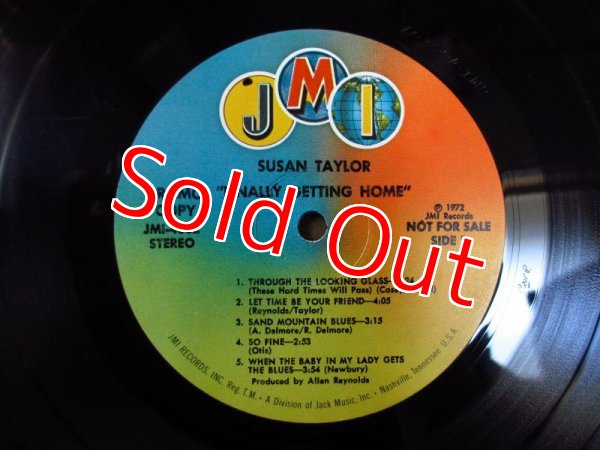 JMI
SUSAN TAYLOR
GETTING HOME"
© 1972
JMI Records
NOT FOR SALE
STEREO
SIDE
Sold Out
1. THROUGH THE LOOKING GLASS
(These Hard Times Will Pass)
2. LET TIME BE YOUR FRIEND—4:05
(Reynolds/Taylor)
3. SAND MOUNTAIN BLUES—3:15
(A. Delmore/R. Delmore)
4. SO FINE—2:53
(Otis)
5. WHEN THE BABY IN MY LADY GETS
THE BLUES—3:54 (Newbury)
Produced by Allen Reynolds
JMI RECORDS, INC. Reg. T.M. • A Division of Jack Music, Inc. • Nashville, Tennessee, U.S.A.